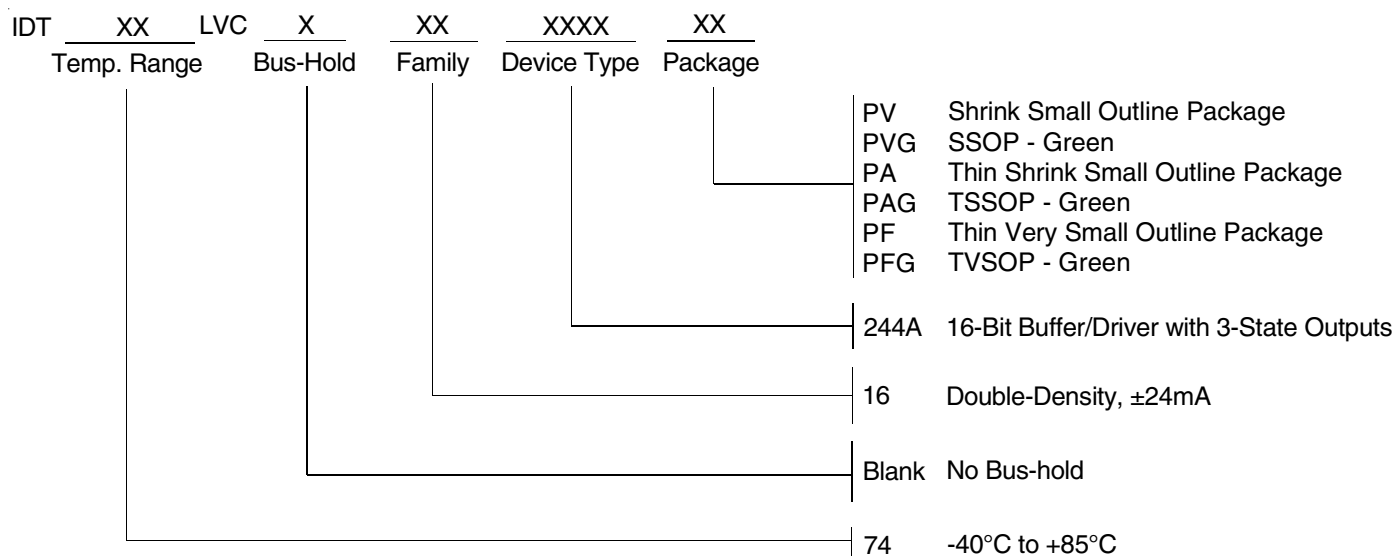 IDT XX LVC X XX XXXX XX
Temp. Range Bus-Hold Family Device Type Package
PV Shrink Small Outline Package
PVG SSOP - Green
PA Thin Shrink Small Outline Package
PAG TSSOP - Green
PF Thin Very Small Outline Package
PFG TVSOP - Green
244A 16-Bit Buffer/Driver with 3-State Outputs
16 Double-Density, ±24mA
Blank No Bus-hold
74 -40°C to +85°C